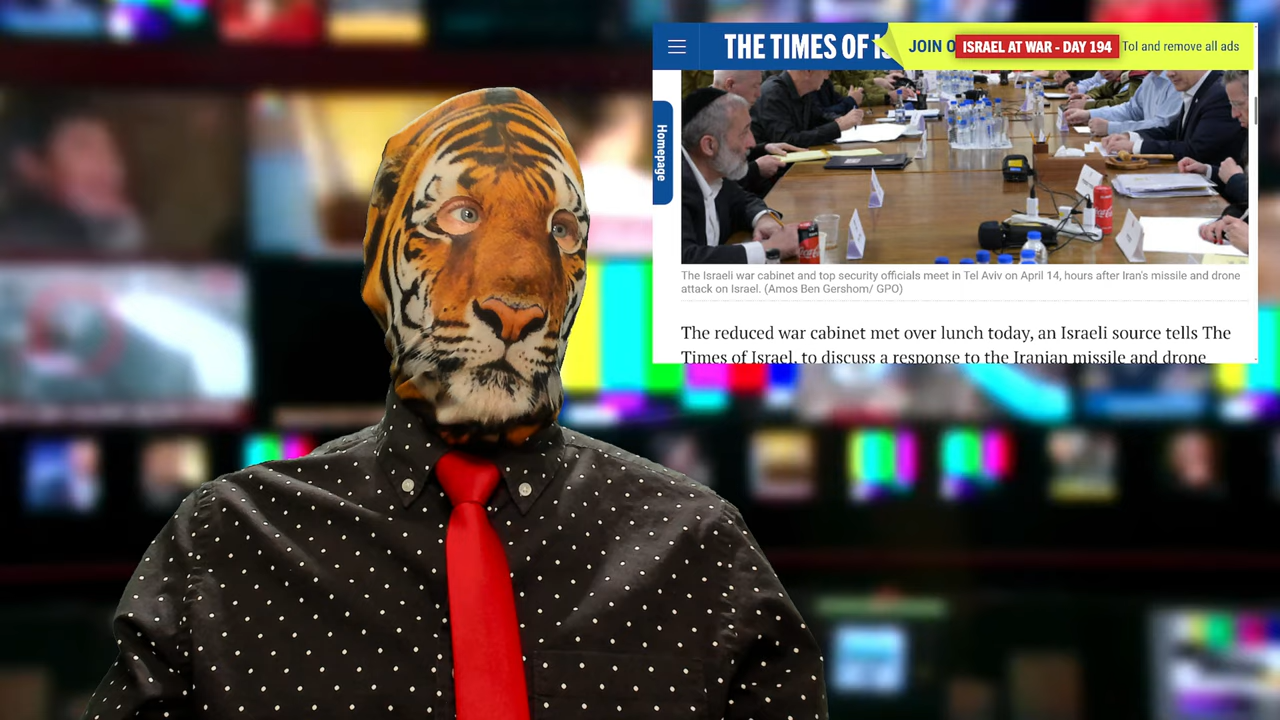 THE TIMES OF IS
JOIN O
ISRAEL AT WAR - DAY 194
ToI and remove all ads
Homepage
Coca-Cola
The Israeli war cabinet and top security officials meet in Tel Aviv on April 14, hours after Iran's missile and drone
attack on Israel. (Amos Ben Gershom/ GPO)
The reduced war cabinet met over lunch today, an Israeli source tells The
Times of Israel, to discuss a response to the Iranian missile and drone